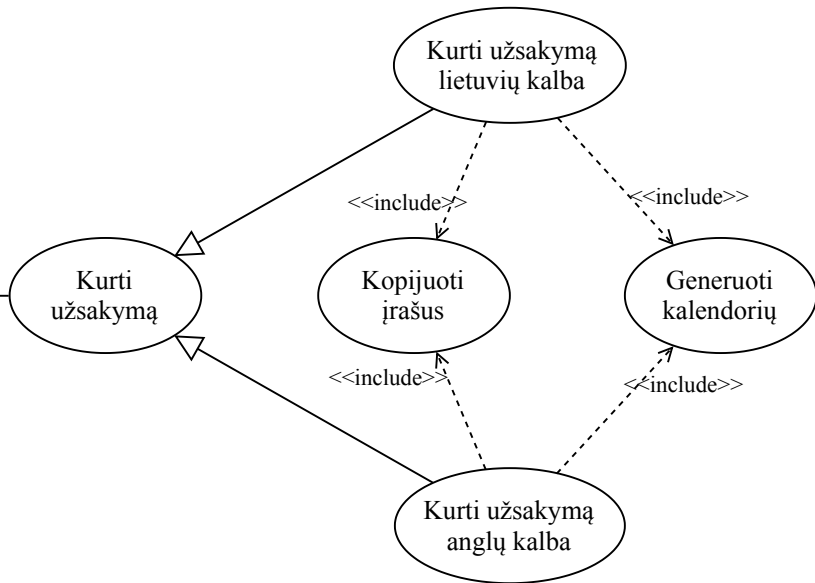 Kurti užsakymą
lietuvių kalba
<<include>>
<<include>>
Kurti
užsakymą
Kopijuoti
įrašus
Generuoti
kalendorių
<<include>>
<<include>>
Kurti užsakymą
anglų kalba